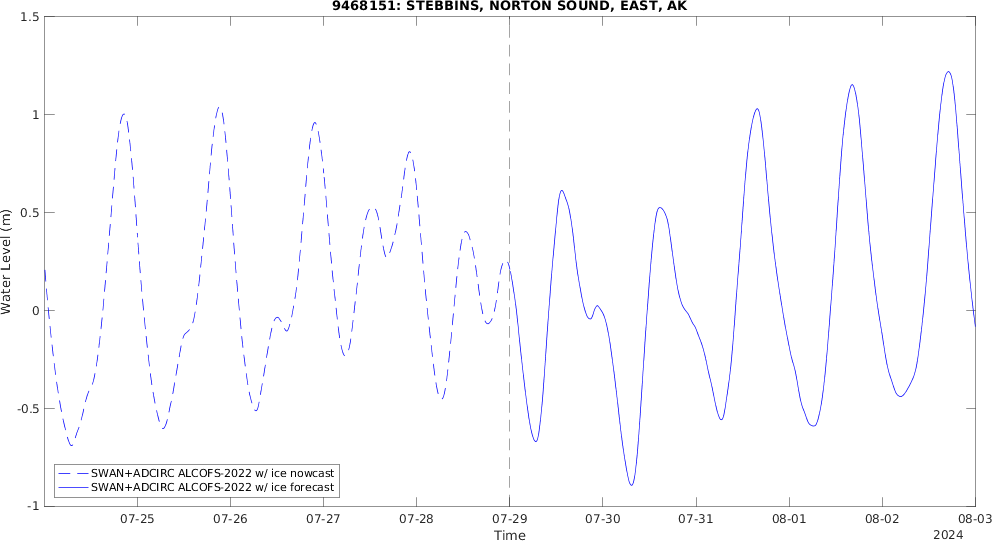 9468151: STEBBINS, NORTON SOUND, EAST, AK
1.5
1
0.5
0
-0.5
-1
Water Level (m)
SWAN+ADCIRC ALCOFS-2022 w/ ice nowcast
SWAN+ADCIRC ALCOFS-2022 w/ ice forecast
07-25 07-26 07-27 07-28 07-29 07-30 07-31 08-01 08-02 08-03
Time
2024